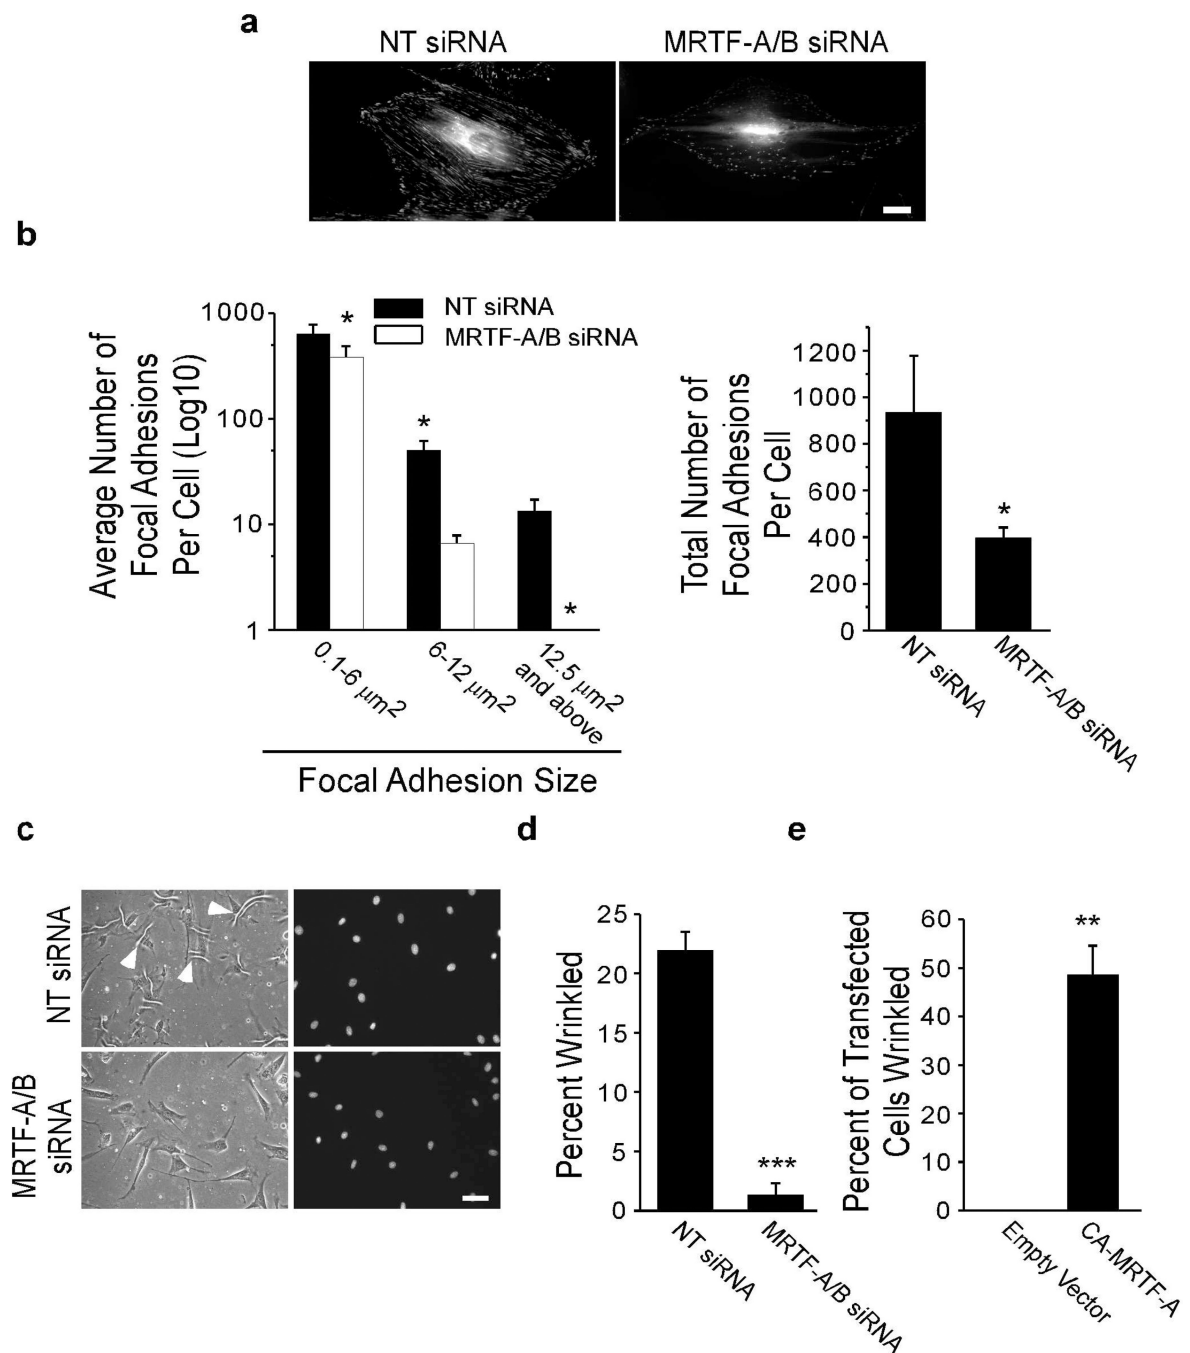 a
NT siRNA
MRTF-A/B siRNA
b
Average Number of
Focal Adhesions
Per Cell (Log10)
1000
100
10
1
*
*
*
NT siRNA
MRTF-A/B siRNA
0.1-6 μm2
6-12 μm2
12.5 μm2
and above
Focal Adhesion Size
Total Number of
Focal Adhesions
Per Cell
1200
1000
800
600
400
200
0
*
NT siRNA
MRTF-A/B siRNA
c
NT siRNA
MRTF-A/B
siRNA
d
Percent Wrinkled
25
20
15
10
5
0
***
NT siRNA
MRTF-A/B siRNA
e
Percent of Transfected
Cells Wrinkled
60
50
40
30
20
10
0
**
Empty Vector
CA-MRTF-A